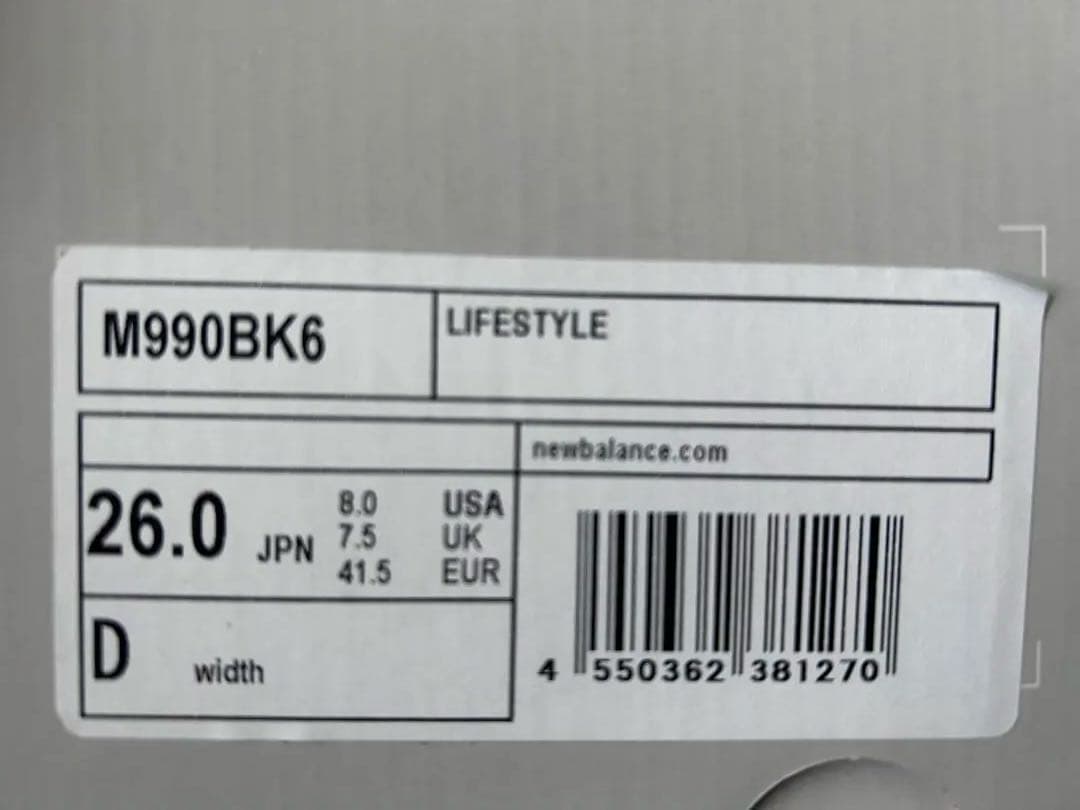 M990BK6
LIFESTYLE
newbalance.com
26.0 JPN
8.0 USA
7.5 UK
41.5 EUR
D width
4 550362 381270